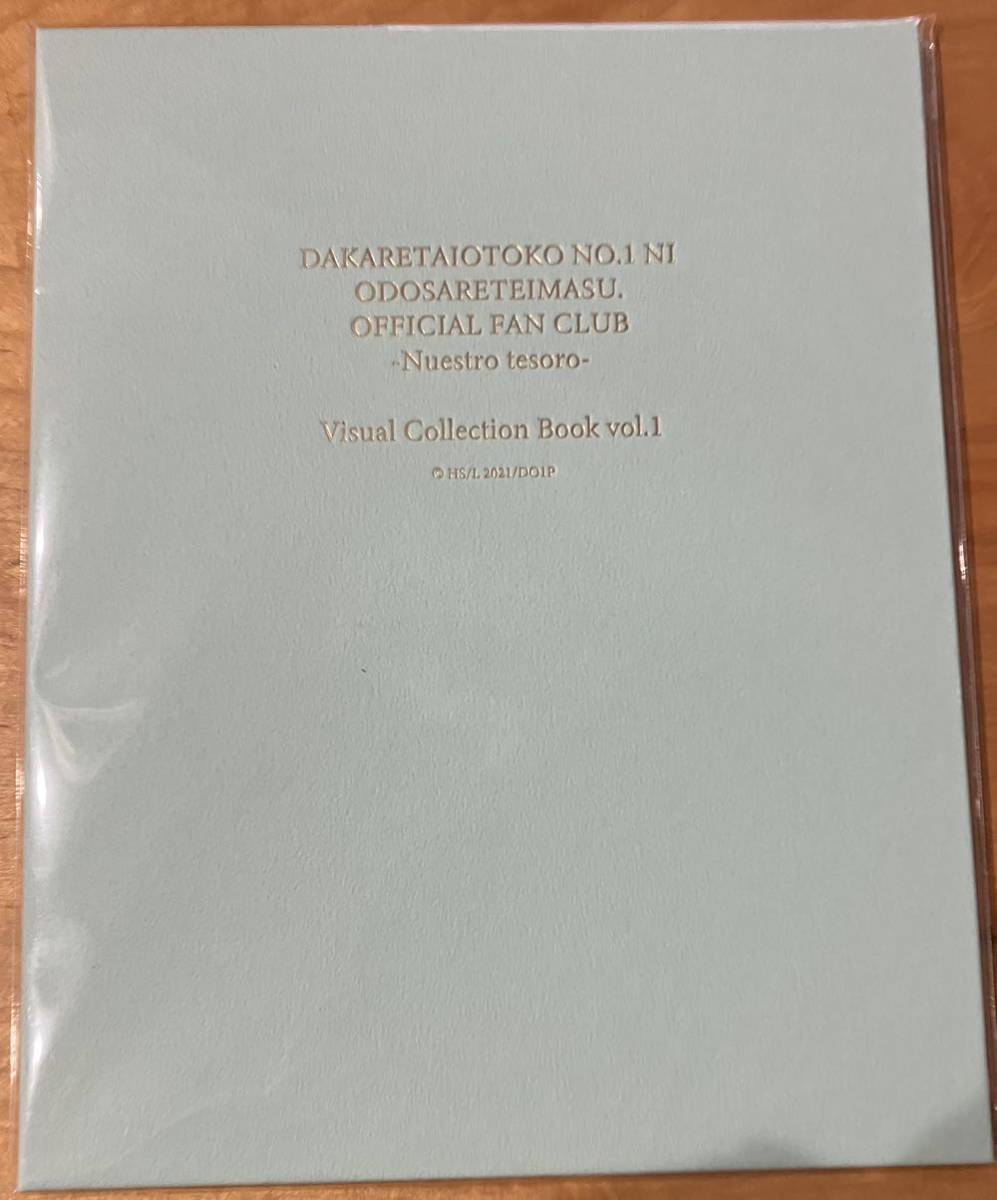 DAKARETAIOTOKO NO.1 NI
ODOSARETEIMASU.
OFFICIAL FAN CLUB
-Nuestro tesoro-
Visual Collection Book vol.1
© HS/L 2021/DO1P